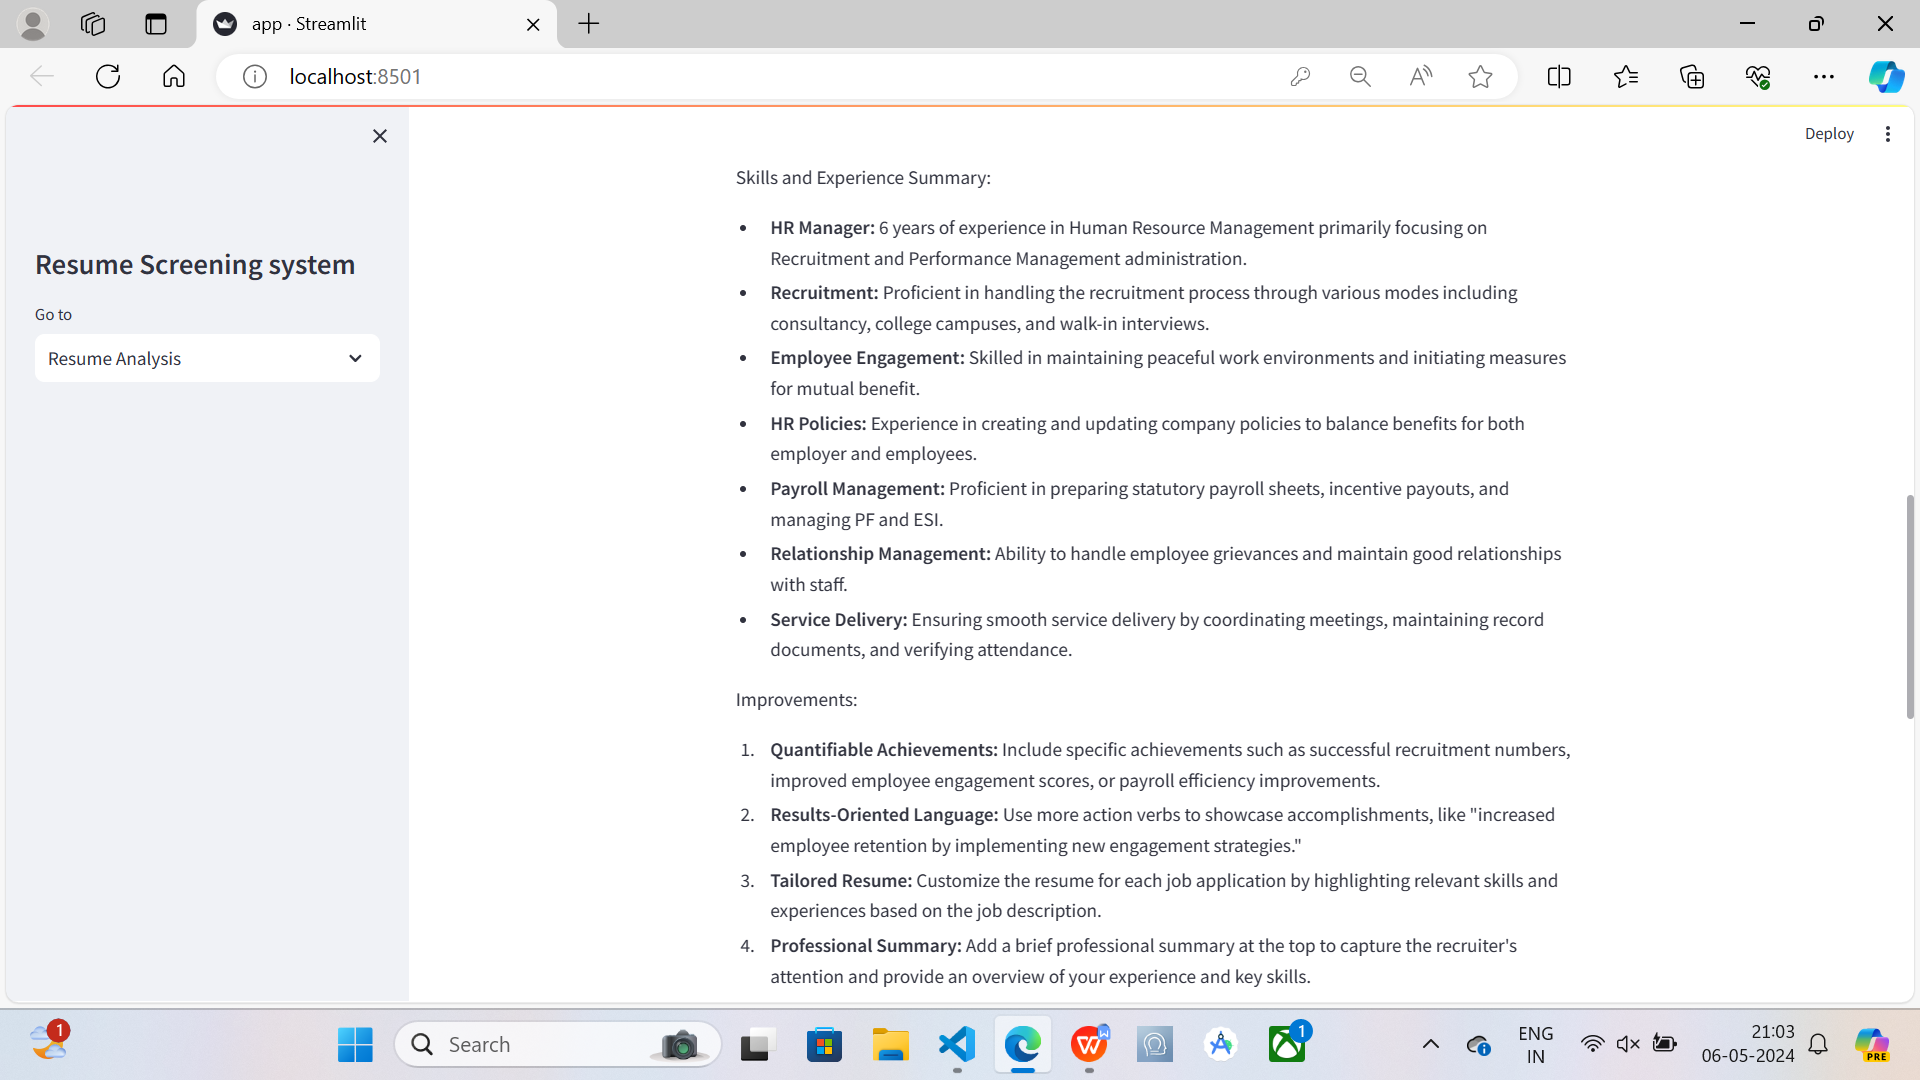 app · Streamlit
localhost:8501
Deploy
Resume Screening system
Go to
Resume Analysis
Skills and Experience Summary:
• HR Manager: 6 years of experience in Human Resource Management primarily focusing on
Recruitment and Performance Management administration.
• Recruitment: Proficient in handling the recruitment process through various modes including
consultancy, college campuses, and walk-in interviews.
• Employee Engagement: Skilled in maintaining peaceful work environments and initiating measures
for mutual benefit.
• HR Policies: Experience in creating and updating company policies to balance benefits for both
employer and employees.
• Payroll Management: Proficient in preparing statutory payroll sheets, incentive payouts, and
managing PF and ESI.
• Relationship Management: Ability to handle employee grievances and maintain good relationships
with staff.
• Service Delivery: Ensuring smooth service delivery by coordinating meetings, maintaining record
documents, and verifying attendance.
Improvements:
1. Quantifiable Achievements: Include specific achievements such as successful recruitment numbers,
improved employee engagement scores, or payroll efficiency improvements.
2. Results-Oriented Language: Use more action verbs to showcase accomplishments, like "increased
employee retention by implementing new engagement strategies."
3. Tailored Resume: Customize the resume for each job application by highlighting relevant skills and
experiences based on the job description.
4. Professional Summary: Add a brief professional summary at the top to capture the recruiter's
attention and provide an overview of your experience and key skills.
1
Search
1
ENG
IN
21:03
06-05-2024
PRE